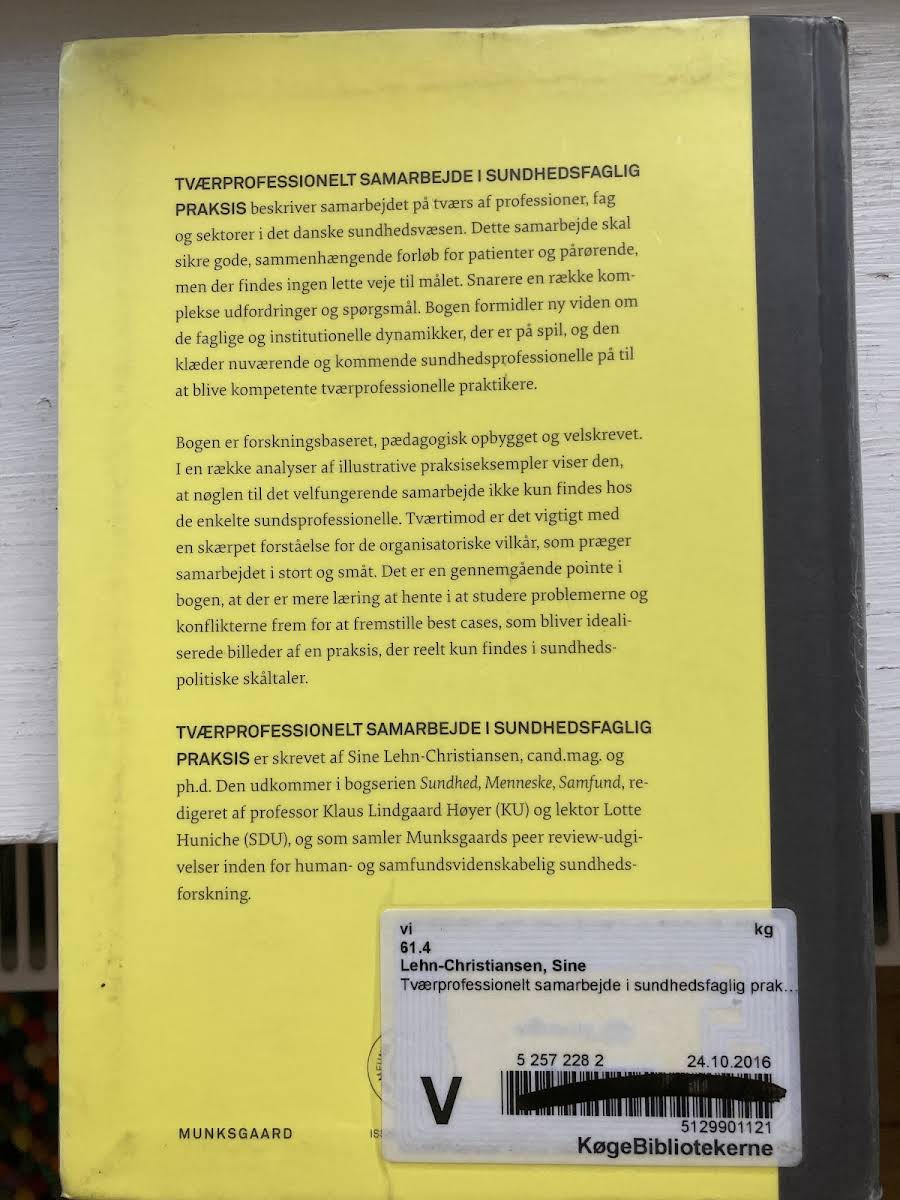 TVÆRPROFESSIONELT SAMARBEJDE I SUNDHEDSFAGLIG
PRAKSIS beskriver samarbejdet på tværs af professioner, fag
og sektorer i det danske sundhedsvæsen. Dette samarbejde skal
sikre gode, sammenhængende forløb for patienter og pårørende,
men der findes ingen lette veje til målet. Snarere en række kom-
plekse udfordringer og spørgsmål. Bogen formidler ny viden om
de faglige og institutionelle dynamikker, der er på spil, og den
klæder nuværende og kommende sundhedsprofessionelle på til
at blive kompetente tværprofessionelle praktikere.
Bogen er forskningsbaseret, pædagogisk opbygget og velskrevet.
I en række analyser af illustrative praksiseksempler viser den,
at nøglen til det velfungerende samarbejde ikke kun findes hos
de enkelte sundsprofessionelle. Tværtimod er det vigtigt med
en skærpet forståelse for de organisatoriske vilkår, som præger
samarbejdet i stort og småt. Det er en gennemgående pointe i
bogen, at der er mere læring at hente i at studere problemerne og
konflikterne frem for at fremstille best cases, som bliver ideali-
serede billeder af en praksis, der reelt kun findes i sundheds-
politiske skåltaler.
TVÆRPROFESSIONELT SAMARBEJDE I SUNDHEDSFAGLIG
PRAKSIS er skrevet af Sine Lehn-Christiansen, cand.mag. og
ph.d. Den udkommer i bogserien Sundhed, Menneske, Samfund, re-
digeret af professor Klaus Lindgaard Høyer (KU) og lektor Lotte
Huniche (SDU), og som samler Munksgaards peer review-udgi-
velser inden for human- og samfundsvidenskabelig sundheds-
forskning.
vi kg
61.4
Lehn-Christiansen, Sine
Tværprofessionelt samarbejde i sundhedsfaglig prak...
5 257 228 2 24.10.2016
V
5129901121
KøgeBibliotekerne
MUNKSGAARD